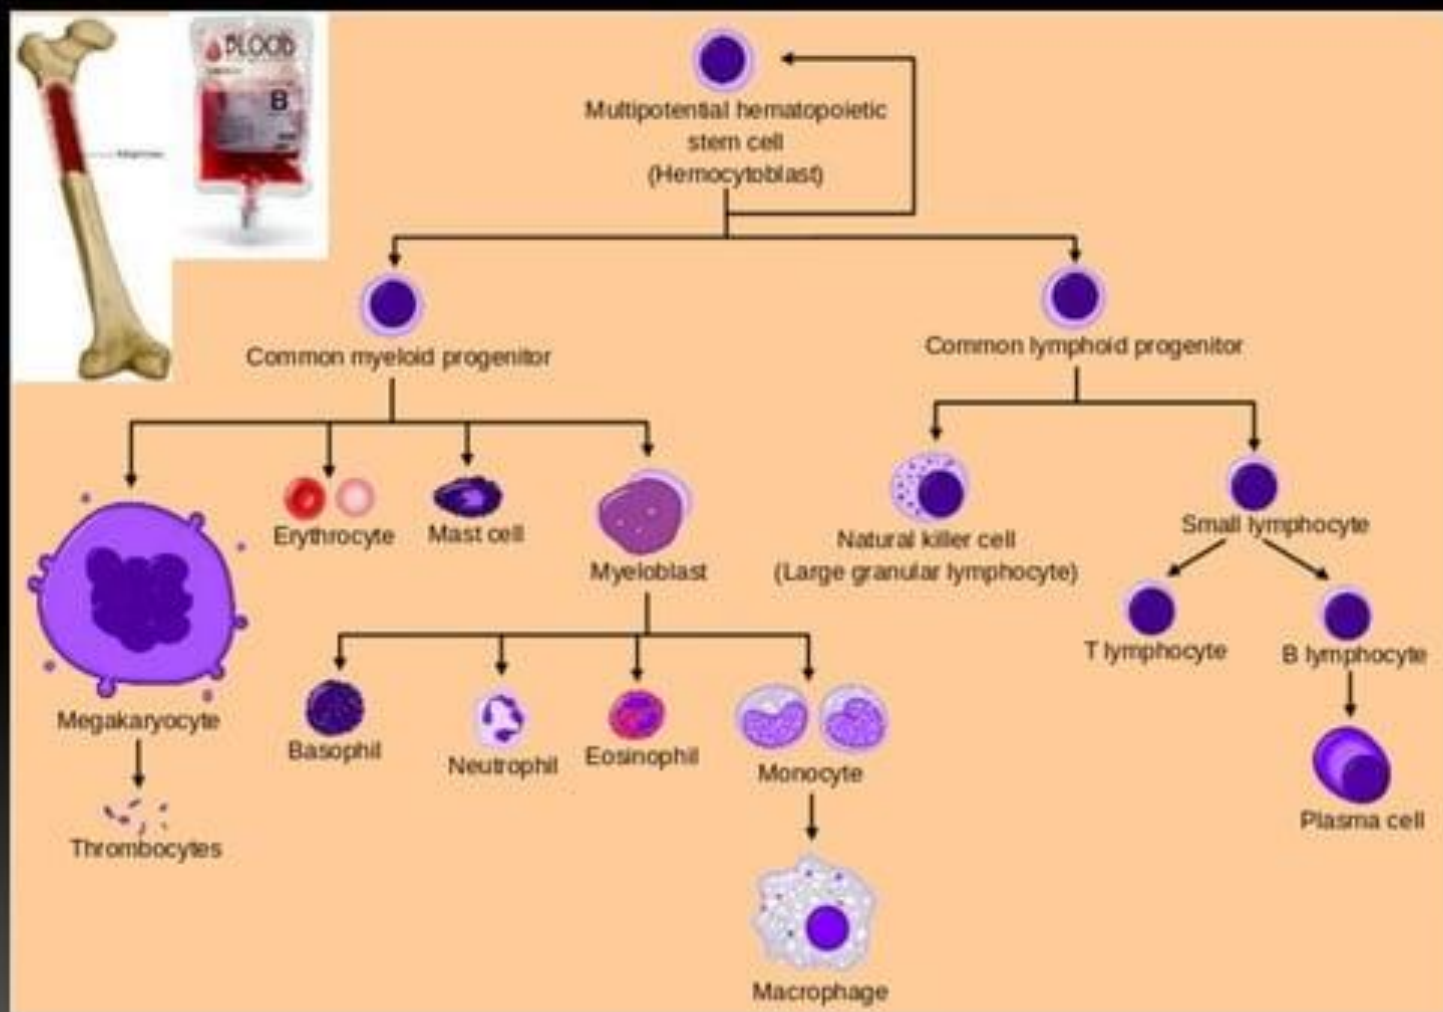 BLOOD
B
Multipotential hematopoietic
stem cell
(Hemocytoblast)
Common myeloid progenitor
Common lymphoid progenitor
Erythrocyte
Mast cell
Myeloblast
Natural killer cell
(Large granular lymphocyte)
Small lymphocyte
T lymphocyte
B lymphocyte
Megakaryocyte
Basophil
Neutrophil
Eosinophil
Monocyte
Plasma cell
Thrombocytes
Macrophage